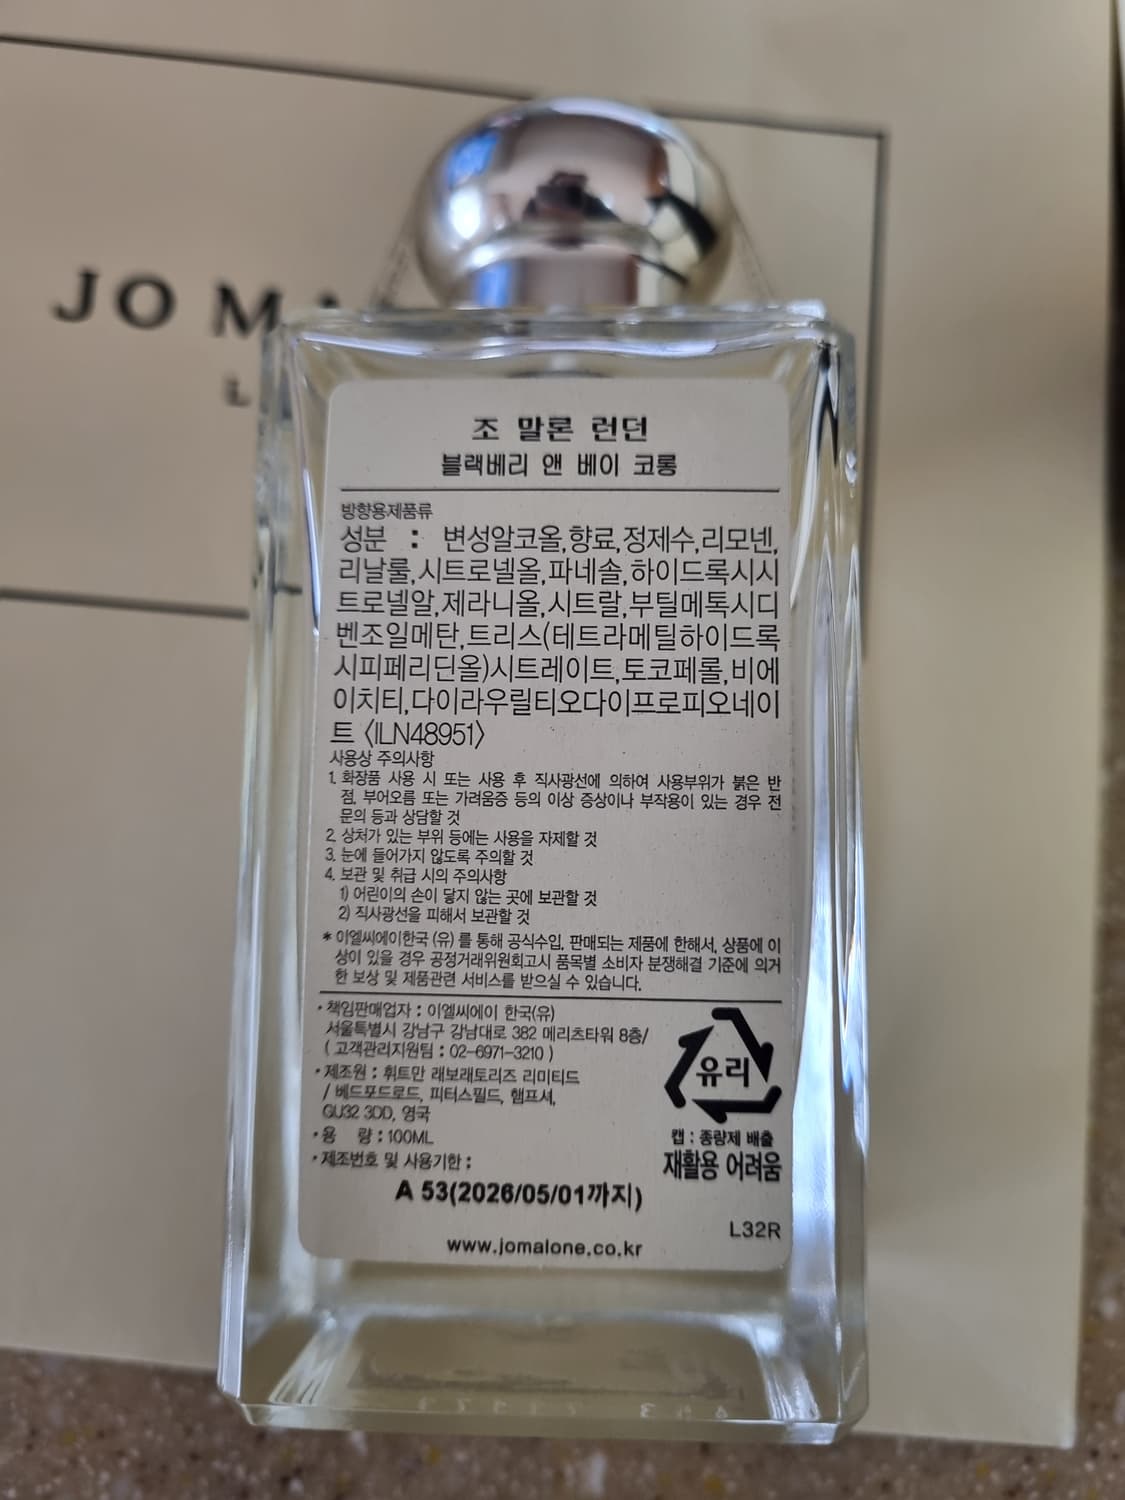 JO MA
L
조 말론 런던
블랙베리 앤 베이 코롱
방향용제품류
성분 : 변성알코올,향료,정제수,리모넨,
리날룰,시트로넬올,파네솔,하이드록시시
트로넬알,제라니올,시트랄,부틸메톡시디
벤조일메탄,트리스(테트라메틸하이드록
시피페리딘올)시트레이트,토코페롤,비에
이치티,다이라우릴티오다이프로피오네이
트 <ILN48951>
사용상 주의사항
1. 화장품 사용 시 또는 사용 후 직사광선에 의하여 사용부위가 붉은 반
점, 부어오름 또는 가려움증 등의 이상 증상이나 부작용이 있는 경우 전
문의 등과 상담할 것
2. 상처가 있는 부위 등에는 사용을 자제할 것
3. 눈에 들어가지 않도록 주의할 것
4. 보관 및 취급 시의 주의사항
1) 어린이의 손이 닿지 않는 곳에 보관할 것
2) 직사광선을 피해서 보관할 것
* 이엘씨에이한국 (유) 를 통해 공식수입, 판매되는 제품에 한해서, 상품에 이
상이 있을 경우 공정거래위원회고시 품목별 소비자 분쟁해결 기준에 의거
한 보상 및 제품관련 서비스를 받으실 수 있습니다.
· 책임판매업자 : 이엘씨에이 한국(유)
서울특별시 강남구 강남대로 382 메리츠타워 8층/
( 고객관리지원팀 : 02-6971-3210 )
· 제조원 : 휘트만 래보래토리즈 리미티드
/ 베드포드로드, 피터스필드, 햄프셔,
GU32 3DD, 영국
· 용 량 : 100ML
· 제조번호 및 사용기한 :
A 53(2026/05/01까지)
유리
캡 : 종량제 배출
재활용 어려움
L32R
www.jomalone.co.kr